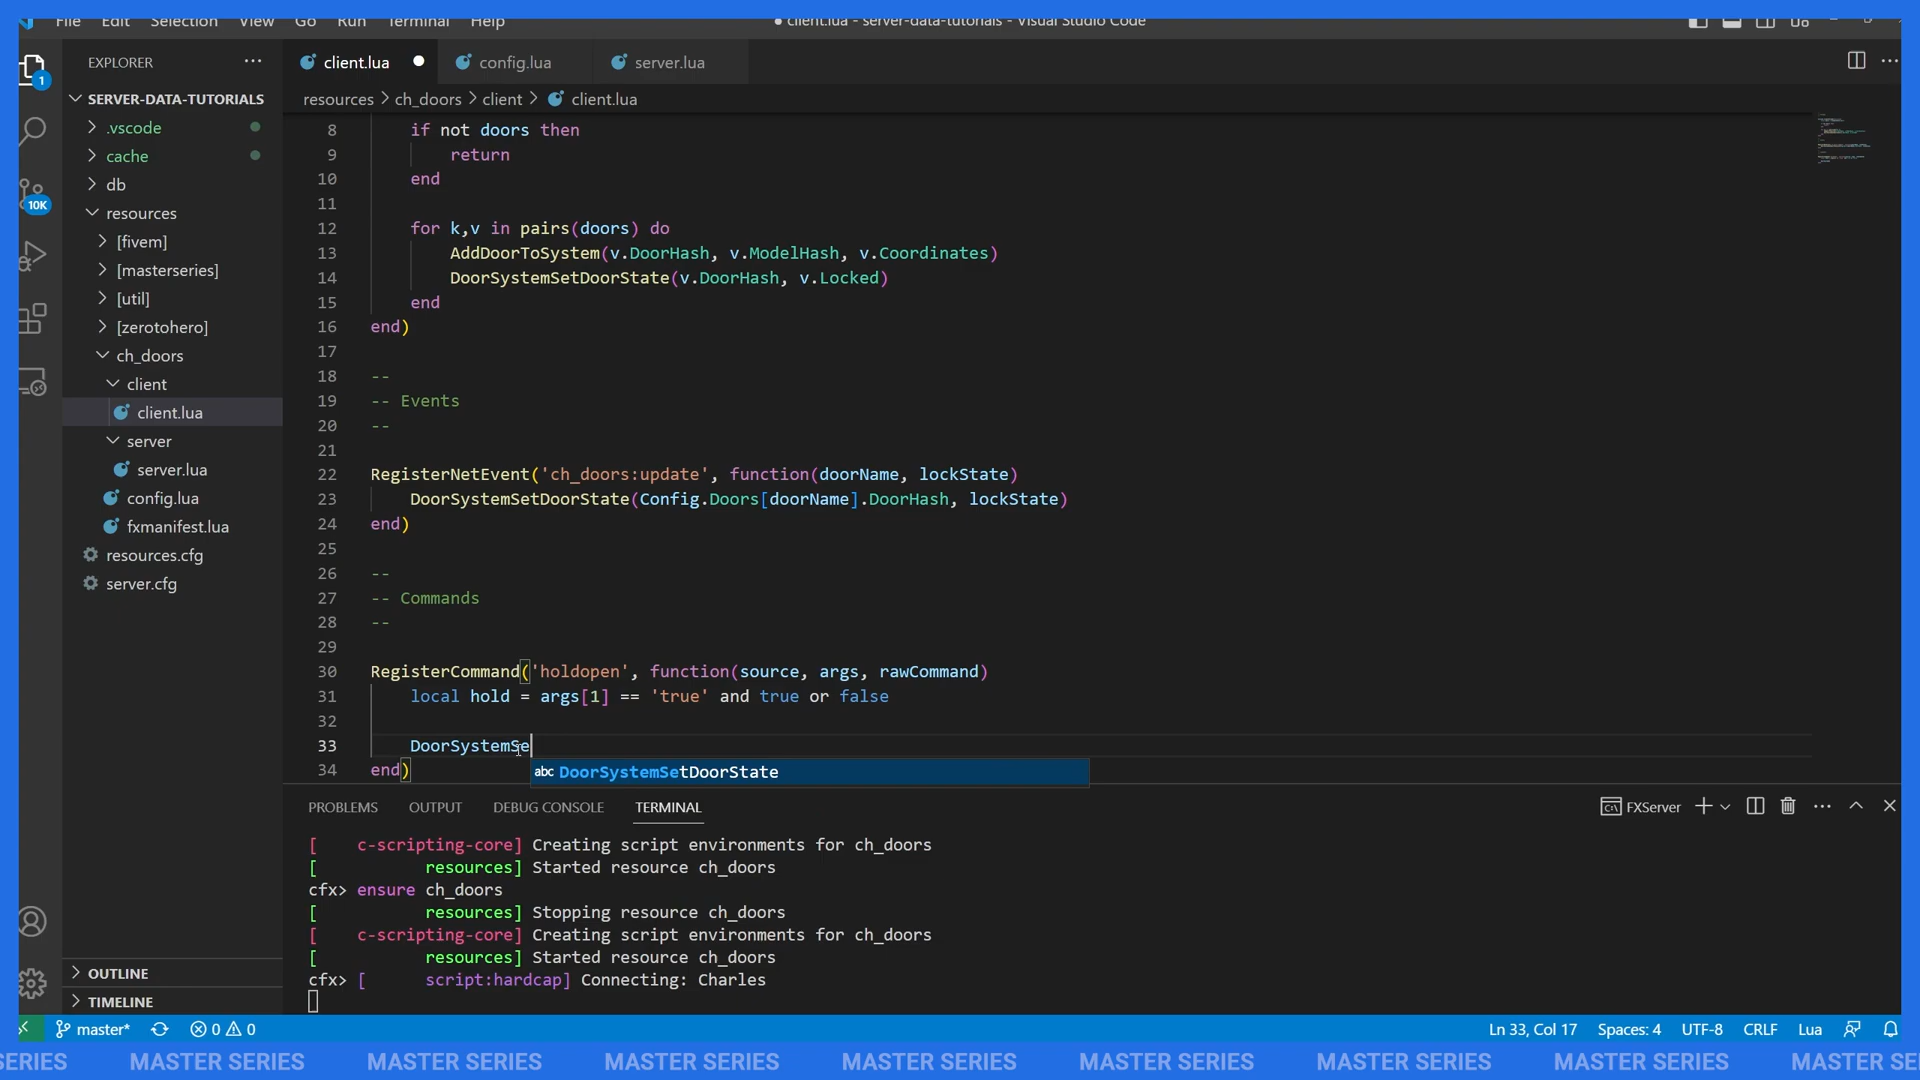 File Edit Selection View Go Run Terminal Help
● client.lua - server-data-tutorials - Visual Studio Code
EXPLORER
client.lua
config.lua
server.lua
1
SERVER-DATA-TUTORIALS
resources > ch_doors > client > client.lua
.vscode
cache
db
resources
10K
[fivem]
[masterseries]
[util]
[zerotohero]
ch_doors
client
client.lua
server
server.lua
config.lua
fxmanifest.lua
resources.cfg
server.cfg
OUTLINE
TIMELINE
8 if not doors then
9 return
10 end
11
12 for k,v in pairs(doors) do
13 AddDoorToSystem(v.DoorHash, v.ModelHash, v.Coordinates)
14 DoorSystemSetDoorState(v.DoorHash, v.Locked)
15 end
16 end)
17
18 --
19 -- Events
20 --
21
22 RegisterNetEvent('ch_doors:update', function(doorName, lockState)
23 DoorSystemSetDoorState(Config.Doors[doorName].DoorHash, lockState)
24 end)
25
26 --
27 -- Commands
28 --
29
30 RegisterCommand('holdopen', function(source, args, rawCommand)
31 local hold = args[1] == 'true' and true or false
32
33 DoorSystemSe
34 end)
abc DoorSystemSetDoorState
PROBLEMS OUTPUT DEBUG CONSOLE TERMINAL
FXServer
[ c-scripting-core] Creating script environments for ch_doors
[ resources] Started resource ch_doors
cfx> ensure ch_doors
[ resources] Stopping resource ch_doors
[ c-scripting-core] Creating script environments for ch_doors
[ resources] Started resource ch_doors
cfx> [ script:hardcap] Connecting: Charles
master* 0 0
Ln 33, Col 17 Spaces: 4 UTF-8 CRLF Lua
SERIES MASTER SERIES MASTER SERIES MASTER SERIES MASTER SERIES MASTER SERIES MASTER SERIES MASTER SERIES MASTER SE